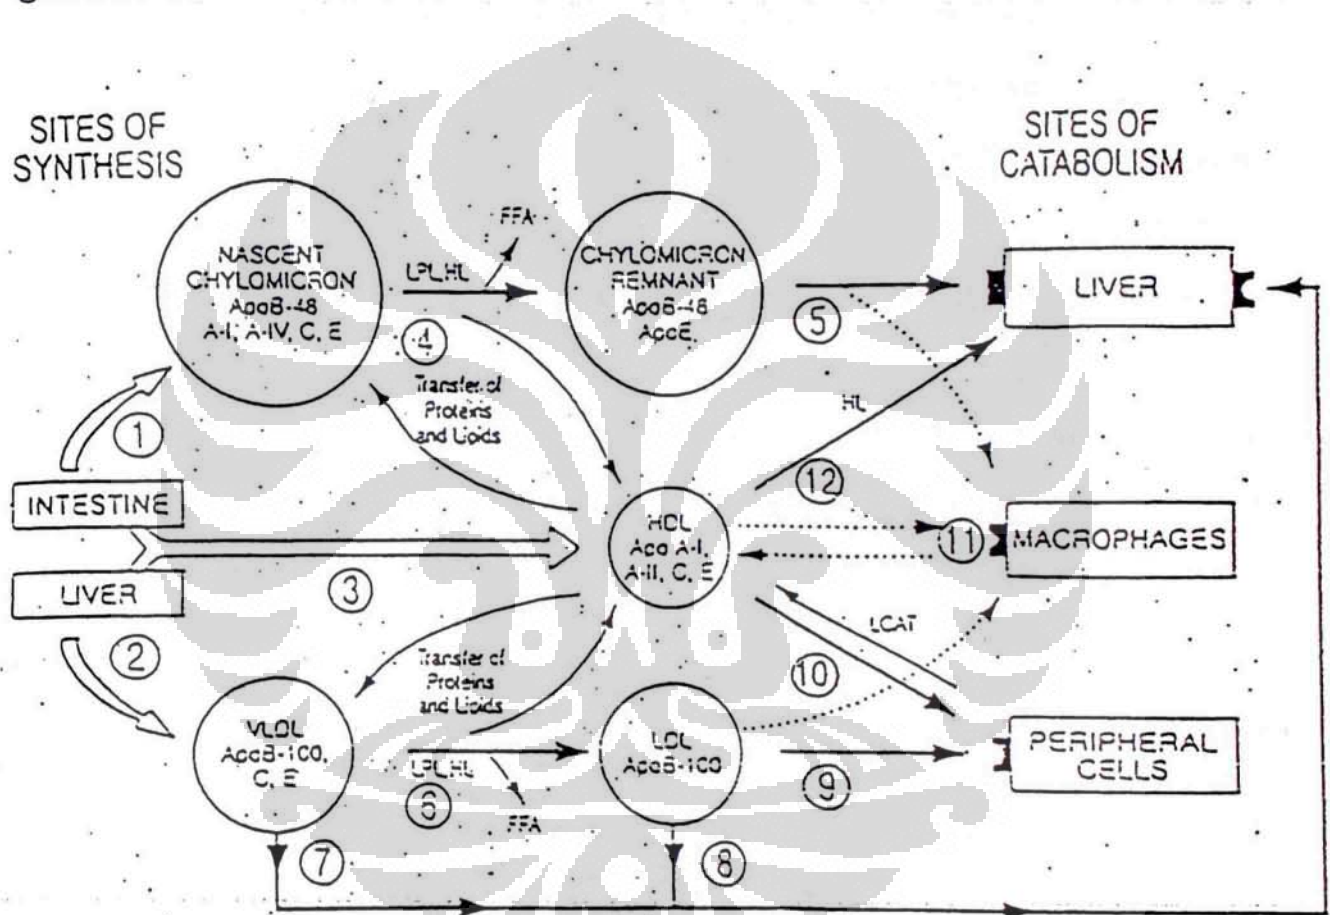 SITES OF
SYNTHESIS
SITES OF
CATABOLISM
NASCENT
CHYLOMICRON
ApoB-48
A-I, A-IV, C, E
LPL,HL
FFA
4
CHYLOMICRON
REMNANT
ApoB-48
ApoE
5
LIVER
Transfer of
Proteins
and Lipids
HL
1
12
INTESTINE
HDL
Apo A-I,
A-II, C, E
11
MACROPHAGES
LIVER
3
2
LCAT
10
Transfer of
Proteins
and Lipids
VLDL
ApoB-100,
C, E
LPL,HL
6
FFA
LDL
ApoB-100
9
PERIPHERAL
CELLS
7
8